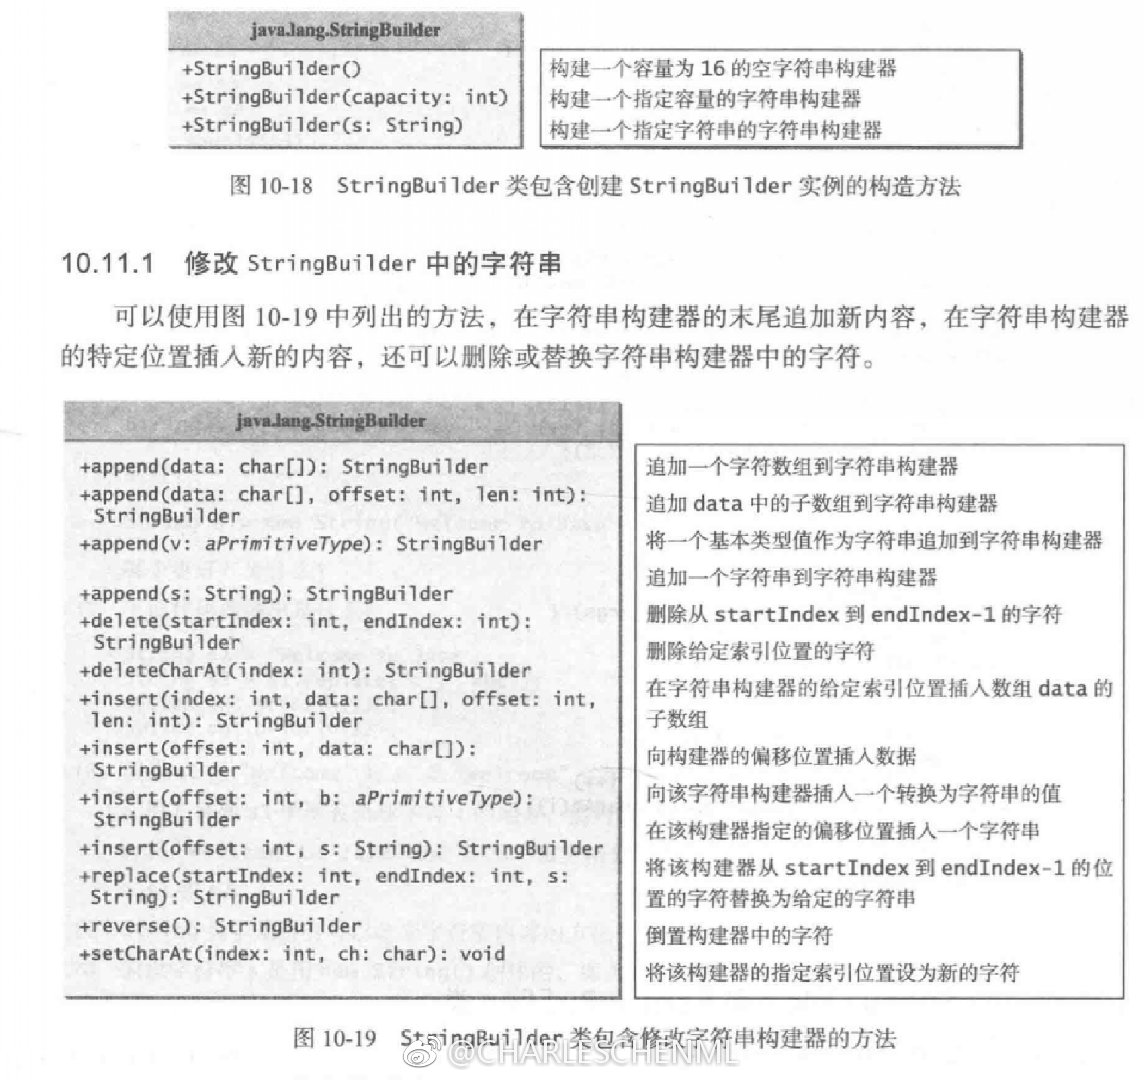 java.lang.StringBuilder
+StringBuilder()
+StringBuilder(capacity: int)
+StringBuilder(s: String)
构建一个容量为 16 的空字符串构建器
构建一个指定容量的字符串构建器
构建一个指定字符串的字符串构建器
图 10-18 StringBuilder 类包含创建 StringBuilder 实例的构造方法
10.11.1 修改 StringBuilder 中的字符串
可以使用图 10-19 中列出的方法，在字符串构建器的末尾追加新内容，在字符串构建器
的特定位置插入新的内容，还可以删除或替换字符串构建器中的字符。
java.lang.StringBuilder
+append(data: char[]): StringBuilder
+append(data: char[], offset: int, len: int):
StringBuilder
+append(v: aPrimitiveType): StringBuilder
+append(s: String): StringBuilder
+delete(startIndex: int, endIndex: int):
StringBuilder
+deleteCharAt(index: int): StringBuilder
+insert(index: int, data: char[], offset: int,
len: int): StringBuilder
+insert(offset: int, data: char[]):
StringBuilder
+insert(offset: int, b: aPrimitiveType):
StringBuilder
+insert(offset: int, s: String): StringBuilder
+replace(startIndex: int, endIndex: int, s:
String): StringBuilder
+reverse(): StringBuilder
+setCharAt(index: int, ch: char): void
追加一个字符数组到字符串构建器
追加 data 中的子数组到字符串构建器
将一个基本类型值作为字符串追加到字符串构建器
追加一个字符串到字符串构建器
删除从 startIndex 到 endIndex-1 的字符
删除给定索引位置的字符
在字符串构建器的给定索引位置插入数组 data 的
子数组
向构建器的偏移位置插入数据
向该字符串构建器插入一个转换为字符串的值
在该构建器指定的偏移位置插入一个字符串
将该构建器从 startIndex 到 endIndex-1 的位
置的字符替换为给定的字符串
倒置构建器中的字符
将该构建器的指定索引位置设为新的字符
图 10-19 StringBuilder 类包含修改字符串构建器的方法
@CHARLESCHENML